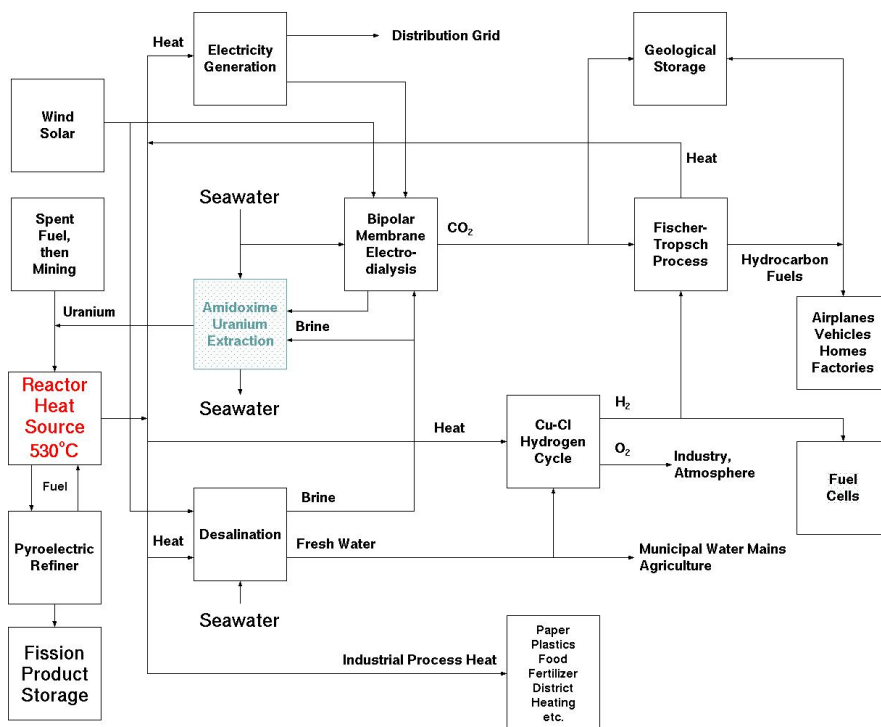 Heat
Electricity
Generation
Distribution Grid
Geological
Storage
Wind
Solar
Heat
Seawater
Spent
Fuel,
then
Mining
Bipolar
Membrane
Electro-
dialysis
CO₂
Fischer-
Tropsch
Process
Hydrocarbon
Fuels
Uranium
Amidoxime
Uranium
Extraction
Brine
Airplanes
Vehicles
Homes
Factories
Reactor
Heat
Source
530°C
Seawater
Heat
Cu-Cl
Hydrogen
Cycle
H₂
O₂
Industry,
Atmosphere
Fuel
Cells
Fuel
Pyroelectric
Refiner
Heat
Desalination
Brine
Fresh Water
Municipal Water Mains
Agriculture
Seawater
Fission
Product
Storage
Industrial Process Heat
Paper
Plastics
Food
Fertilizer
District
Heating
etc.